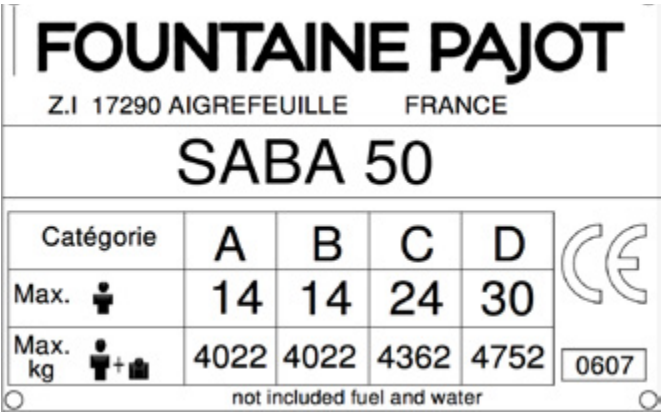 FOUNTAINE PAJOT
Z.I 17290 AIGREFEUILLE FRANCE
SABA 50
Catégorie A B C D
Max. 14 14 24 30
Max. kg + 4022 4022 4362 4752
CE
0607
not included fuel and water